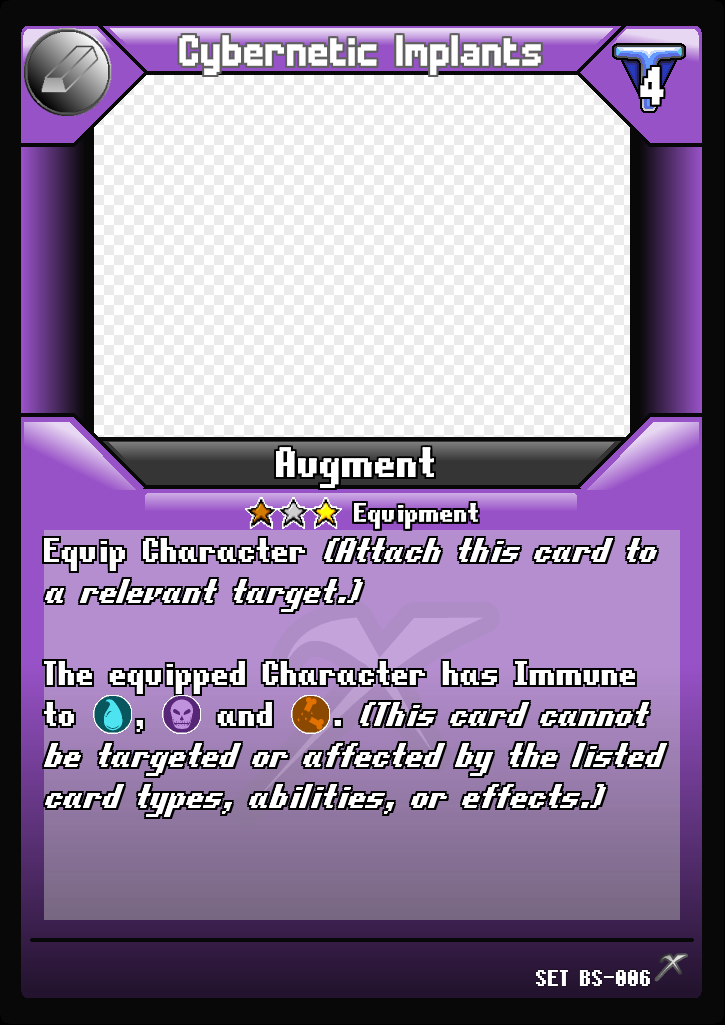 Cybernetic Implants
4
Augment
Equipment
Equip Character (Attach this card to
a relevant target.)
The equipped Character has Immune
to , and . (This card cannot
be targeted or affected by the listed
card types, abilities, or effects.)
SET BS-006